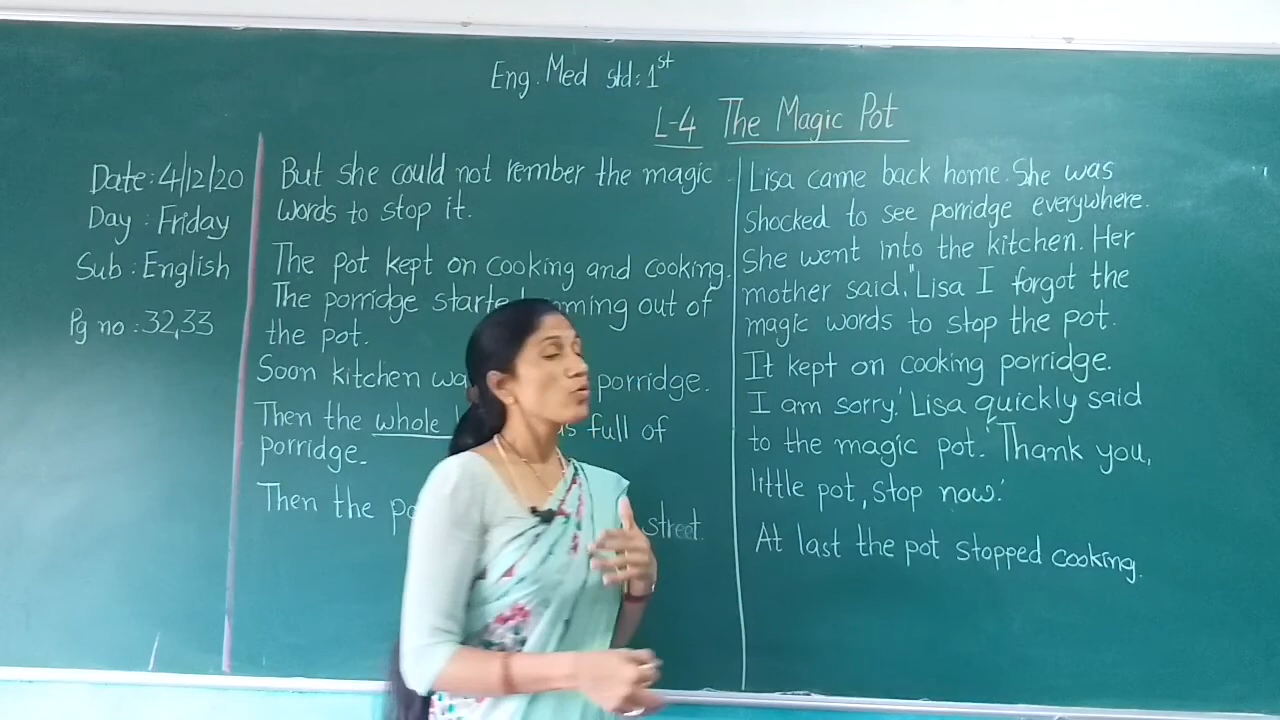 Eng. Med std: 1st
L-4 The Magic Pot
Date: 4/12/20
Day : Friday
Sub : English
Pg no : 32,33
But she could not rember the magic
words to stop it.
The pot kept on cooking and cooking.
The porridge coming out of
the pot.
Soon kitchen porridge.
Then the whole full of
porridge.
Then the street.
Lisa came back home. She was
shocked to see porridge everywhere.
She went into the kitchen. Her
mother said, "Lisa I forgot the
magic words to stop the pot.
It kept on cooking porridge.
I am sorry.' Lisa quickly said
to the magic pot. 'Thank you,
little pot, stop now.'
At last the pot stopped cooking.